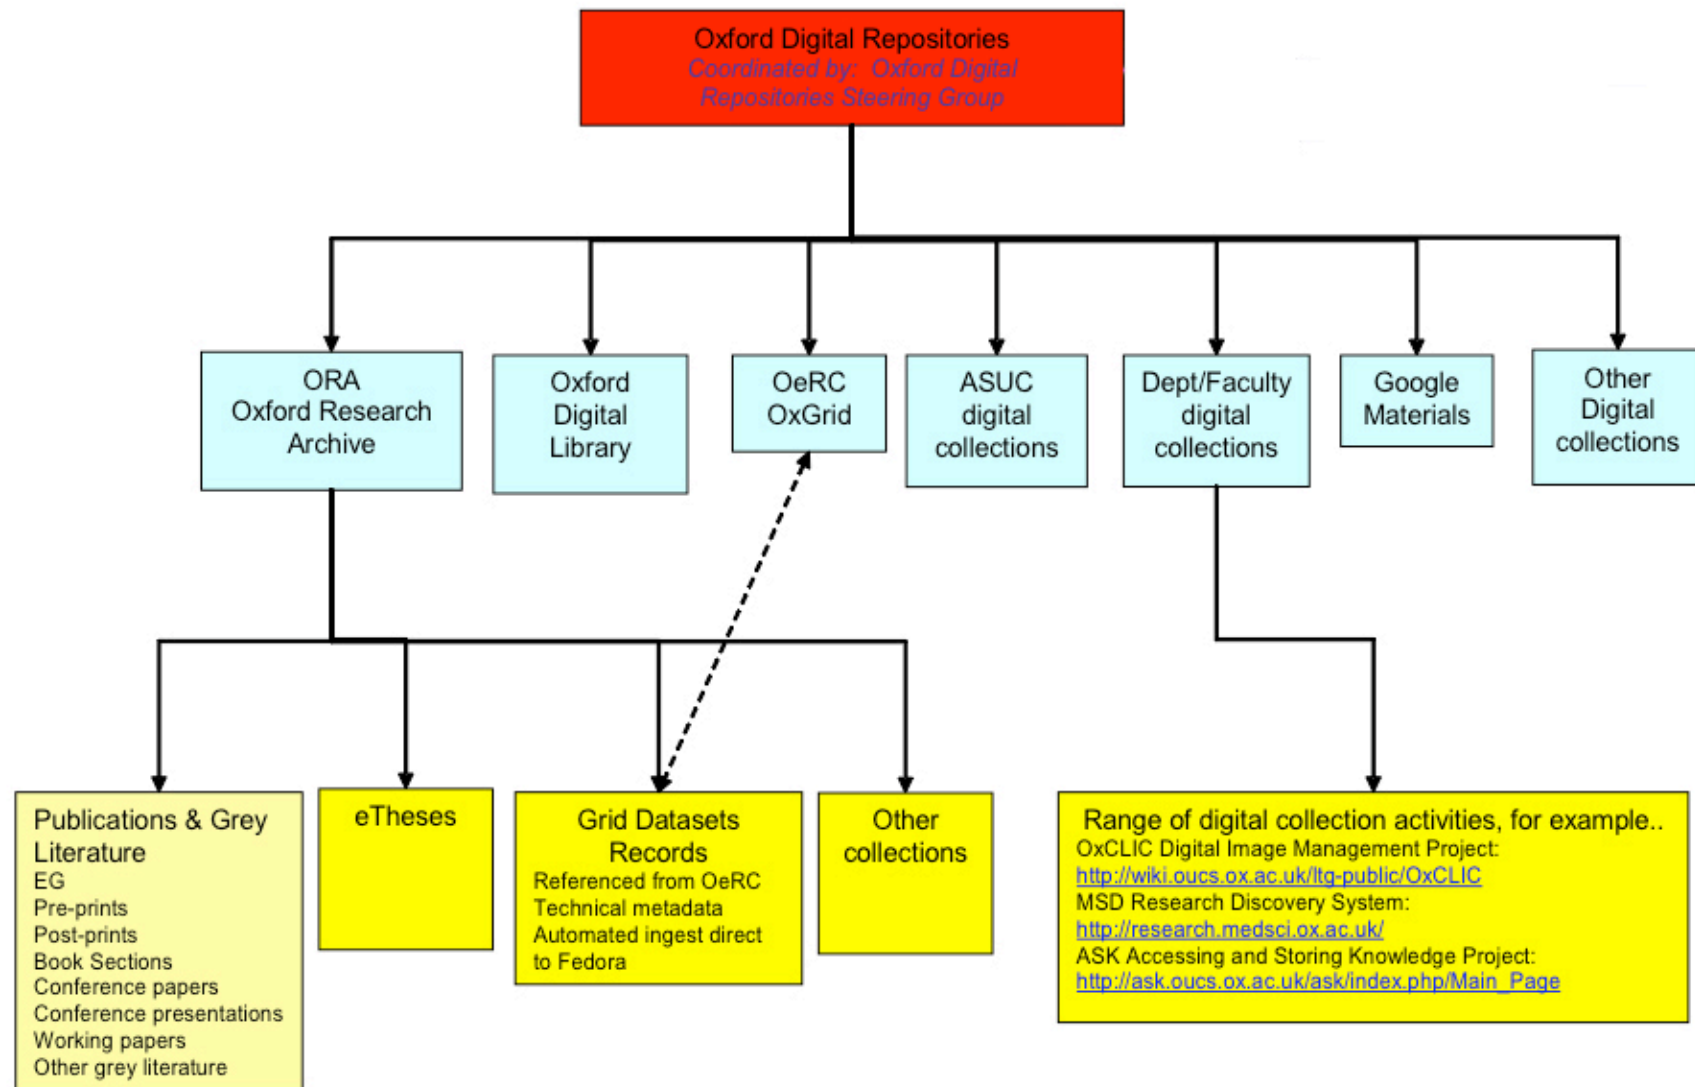 Oxford Digital Repositories
Coordinated by: Oxford Digital
Repositories Steering Group
ORA
Oxford Research
Archive
Oxford
Digital
Library
OeRC
OxGrid
ASUC
digital
collections
Dept/Faculty
digital
collections
Google
Materials
Other
Digital
collections
Publications & Grey
Literature
EG
Pre-prints
Post-prints
Book Sections
Conference papers
Conference presentations
Working papers
Other grey literature
eTheses
Grid Datasets
Records
Referenced from OeRC
Technical metadata
Automated ingest direct
to Fedora
Other
collections
Range of digital collection activities, for example..
OxCLIC Digital Image Management Project:
http://wiki.oucs.ox.ac.uk/ltg-public/OxCLIC
MSD Research Discovery System:
http://research.medsci.ox.ac.uk/
ASK Accessing and Storing Knowledge Project:
http://ask.oucs.ox.ac.uk/ask/index.php/Main_Page